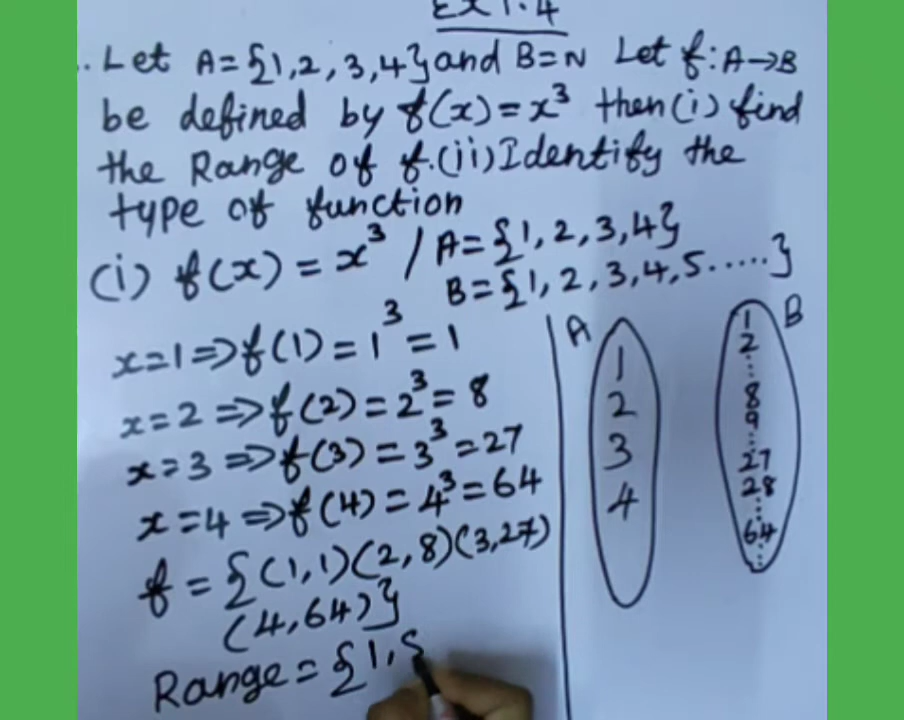 Ex 1.4
. Let A={1,2,3,4} and B=N Let f:A→B
be defined by f(x)=x³ then (i) find
the Range of f.(ii) Identify the
type of function
(i) f(x) = x³ / A={1,2,3,4}
B={1,2,3,4,5.....}
x=1⇒f(1)=1³=1
x=2⇒f(2)=2³=8
x=3⇒f(3)=3³=27
x=4⇒f(4)=4³=64
f={(1,1)(2,8)(3,27)
(4,64)}
Range={1,
A
1
2
3
4
B
1
2
⋮
8
9
⋮
27
28
⋮
64
⋮